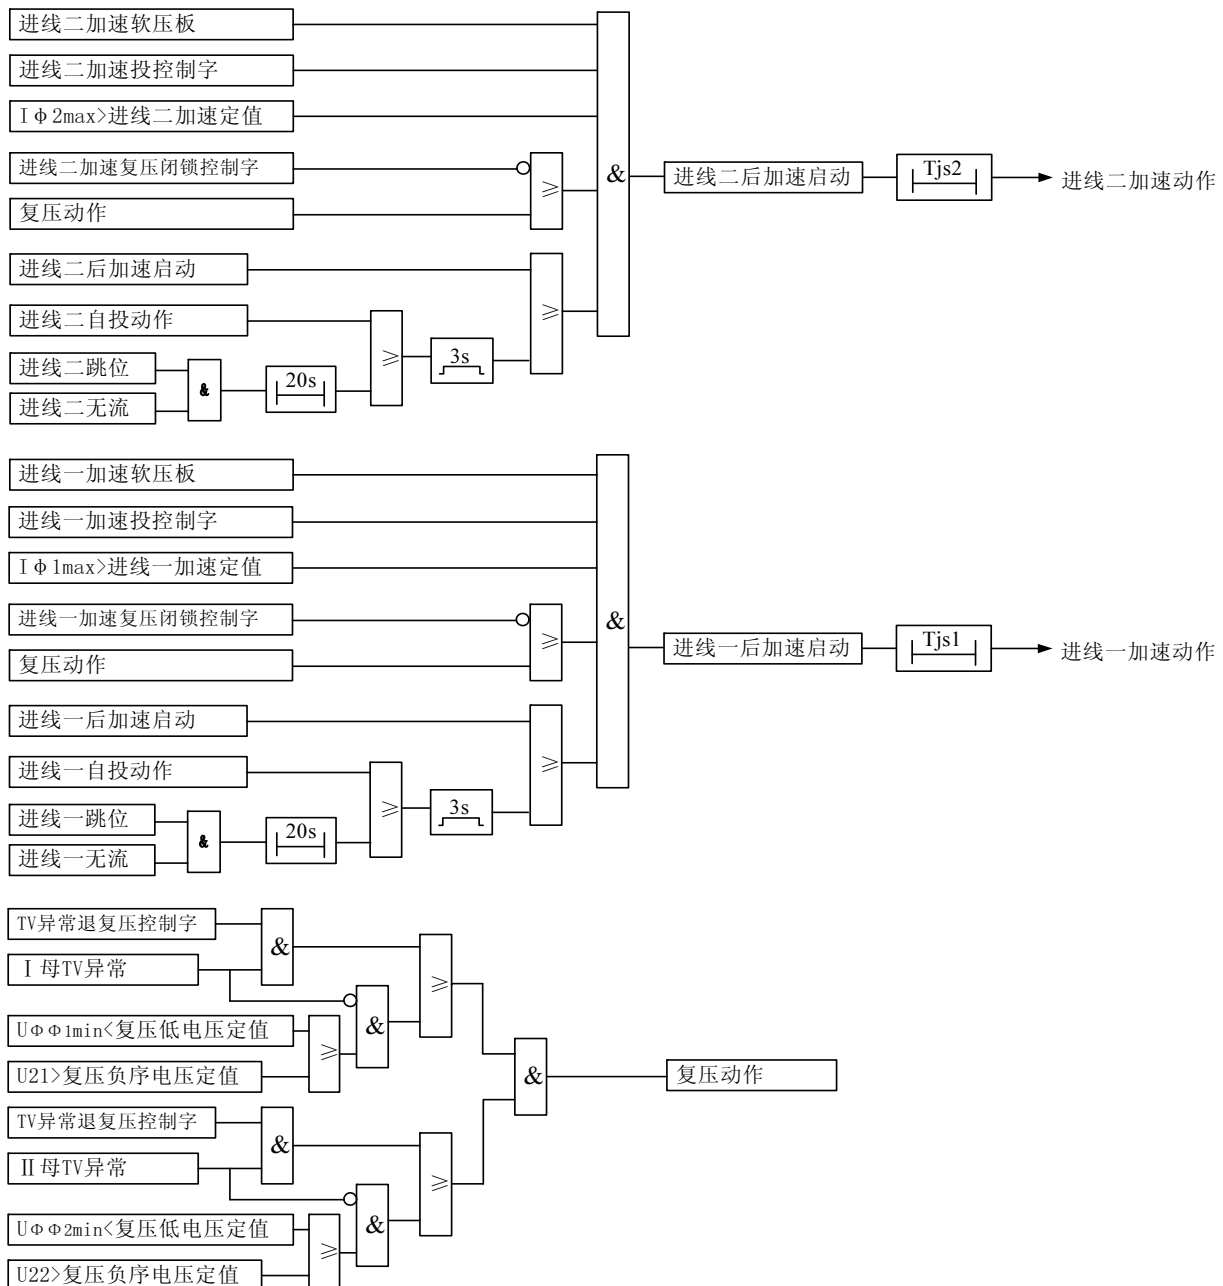 进线二加速软压板
进线二加速投控制字
IΦ2max>进线二加速定值
进线二加速复压闭锁控制字
复压动作
≥
&
进线二后加速启动
Tjs2
进线二加速动作
进线二后加速启动
进线二自投动作
进线二跳位
进线二无流
&
20s
≥
3s
≥
进线一加速软压板
进线一加速投控制字
IΦ1max>进线一加速定值
进线一加速复压闭锁控制字
复压动作
≥
&
进线一后加速启动
Tjs1
进线一加速动作
进线一后加速启动
进线一自投动作
进线一跳位
进线一无流
&
20s
≥
3s
≥
TV异常退复压控制字
Ⅰ母TV异常
&
UΦΦ1min<复压低电压定值
U21>复压负序电压定值
≥
&
≥
TV异常退复压控制字
Ⅱ母TV异常
&
UΦΦ2min<复压低电压定值
U22>复压负序电压定值
≥
&
≥
&
复压动作